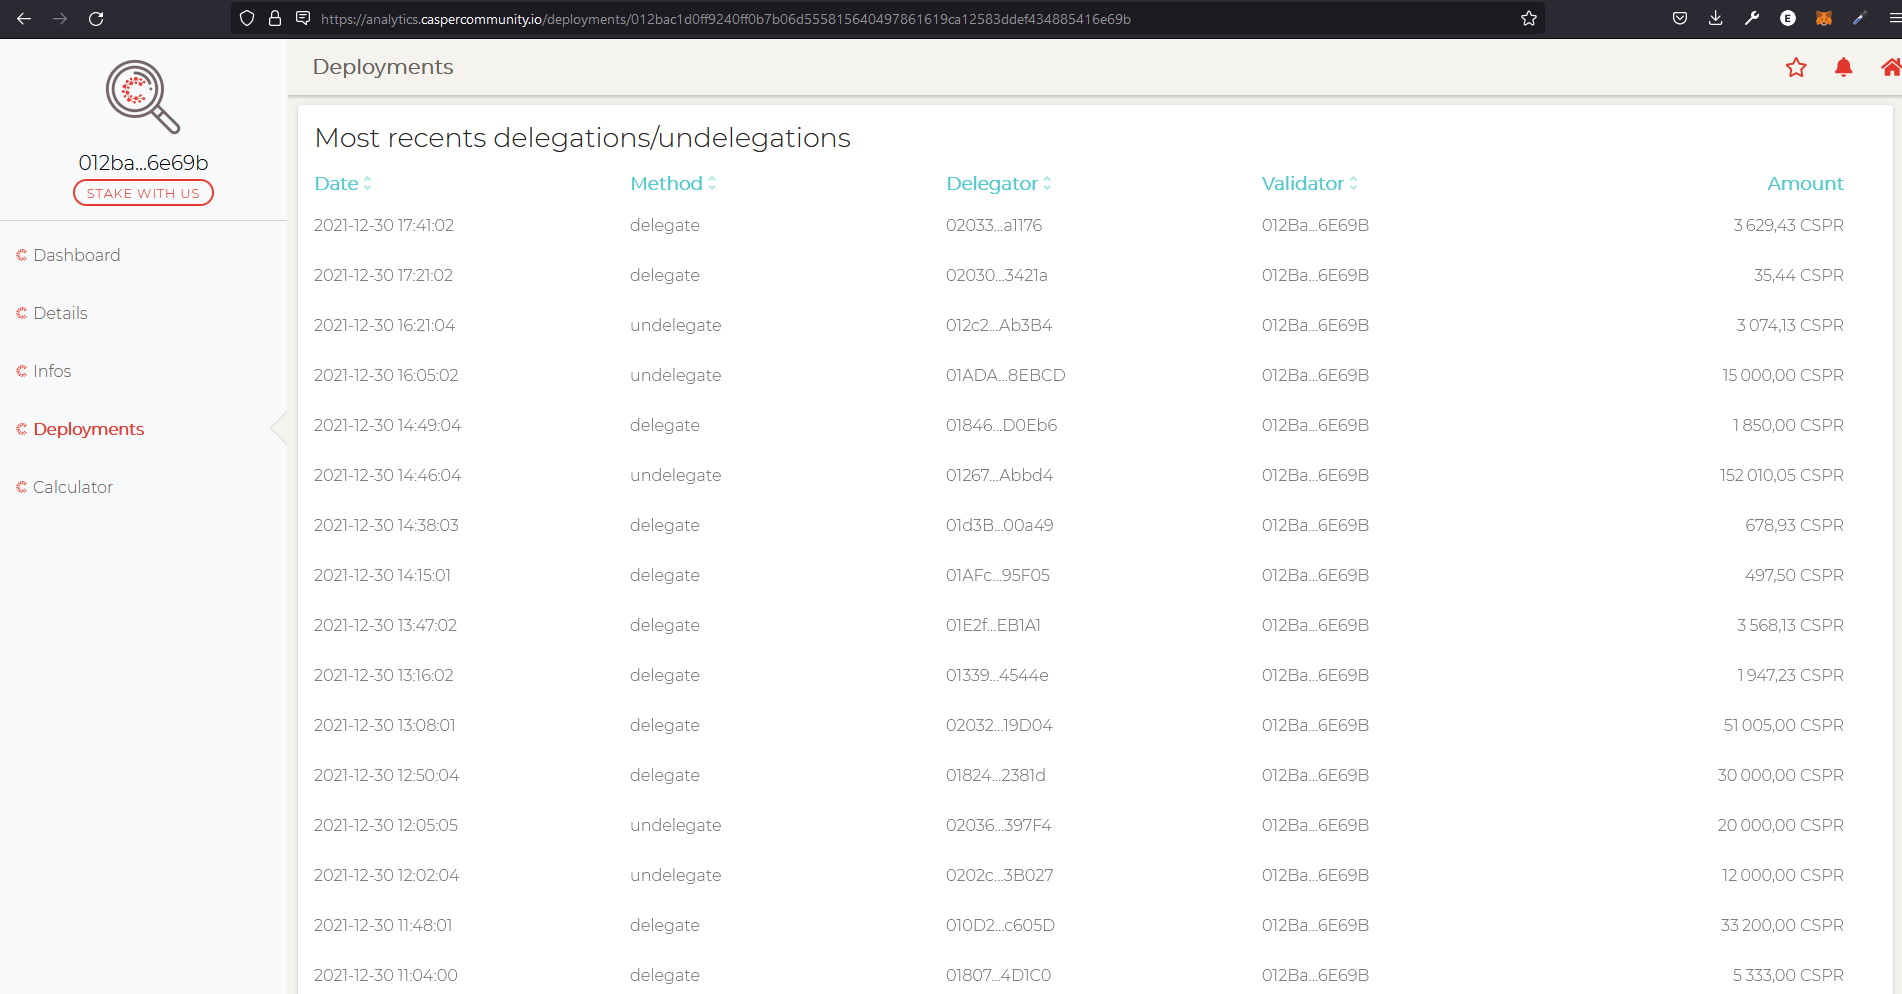 https://analytics.caspercommunity.io/deployments/012bac1d0ff9240ff0b7b06d555815640497861619ca12583ddef434885416e69b
E
012ba...6e69b
STAKE WITH US
Dashboard
Details
Infos
Deployments
Calculator
Deployments
Most recents delegations/undelegations
Date Method Delegator Validator Amount
2021-12-30 17:41:02 delegate 02033...a1176 012Ba...6E69B 3 629,43 CSPR
2021-12-30 17:21:02 delegate 02030...3421a 012Ba...6E69B 35,44 CSPR
2021-12-30 16:21:04 undelegate 012c2...Ab3B4 012Ba...6E69B 3 074,13 CSPR
2021-12-30 16:05:02 undelegate 01ADA...8EBCD 012Ba...6E69B 15 000,00 CSPR
2021-12-30 14:49:04 delegate 01846...D0Eb6 012Ba...6E69B 1 850,00 CSPR
2021-12-30 14:46:04 undelegate 01267...Abbd4 012Ba...6E69B 152 010,05 CSPR
2021-12-30 14:38:03 delegate 01d3B...00a49 012Ba...6E69B 678,93 CSPR
2021-12-30 14:15:01 delegate 01AFc...95F05 012Ba...6E69B 497,50 CSPR
2021-12-30 13:47:02 delegate 01E2f...EB1A1 012Ba...6E69B 3 568,13 CSPR
2021-12-30 13:16:02 delegate 01339...4544e 012Ba...6E69B 1 947,23 CSPR
2021-12-30 13:08:01 delegate 02032...19D04 012Ba...6E69B 51 005,00 CSPR
2021-12-30 12:50:04 delegate 01824...2381d 012Ba...6E69B 30 000,00 CSPR
2021-12-30 12:05:05 undelegate 02036...397F4 012Ba...6E69B 20 000,00 CSPR
2021-12-30 12:02:04 undelegate 0202c...3B027 012Ba...6E69B 12 000,00 CSPR
2021-12-30 11:48:01 delegate 010D2...c605D 012Ba...6E69B 33 200,00 CSPR
2021-12-30 11:04:00 delegate 01807...4D1C0 012Ba...6E69B 5 333,00 CSPR